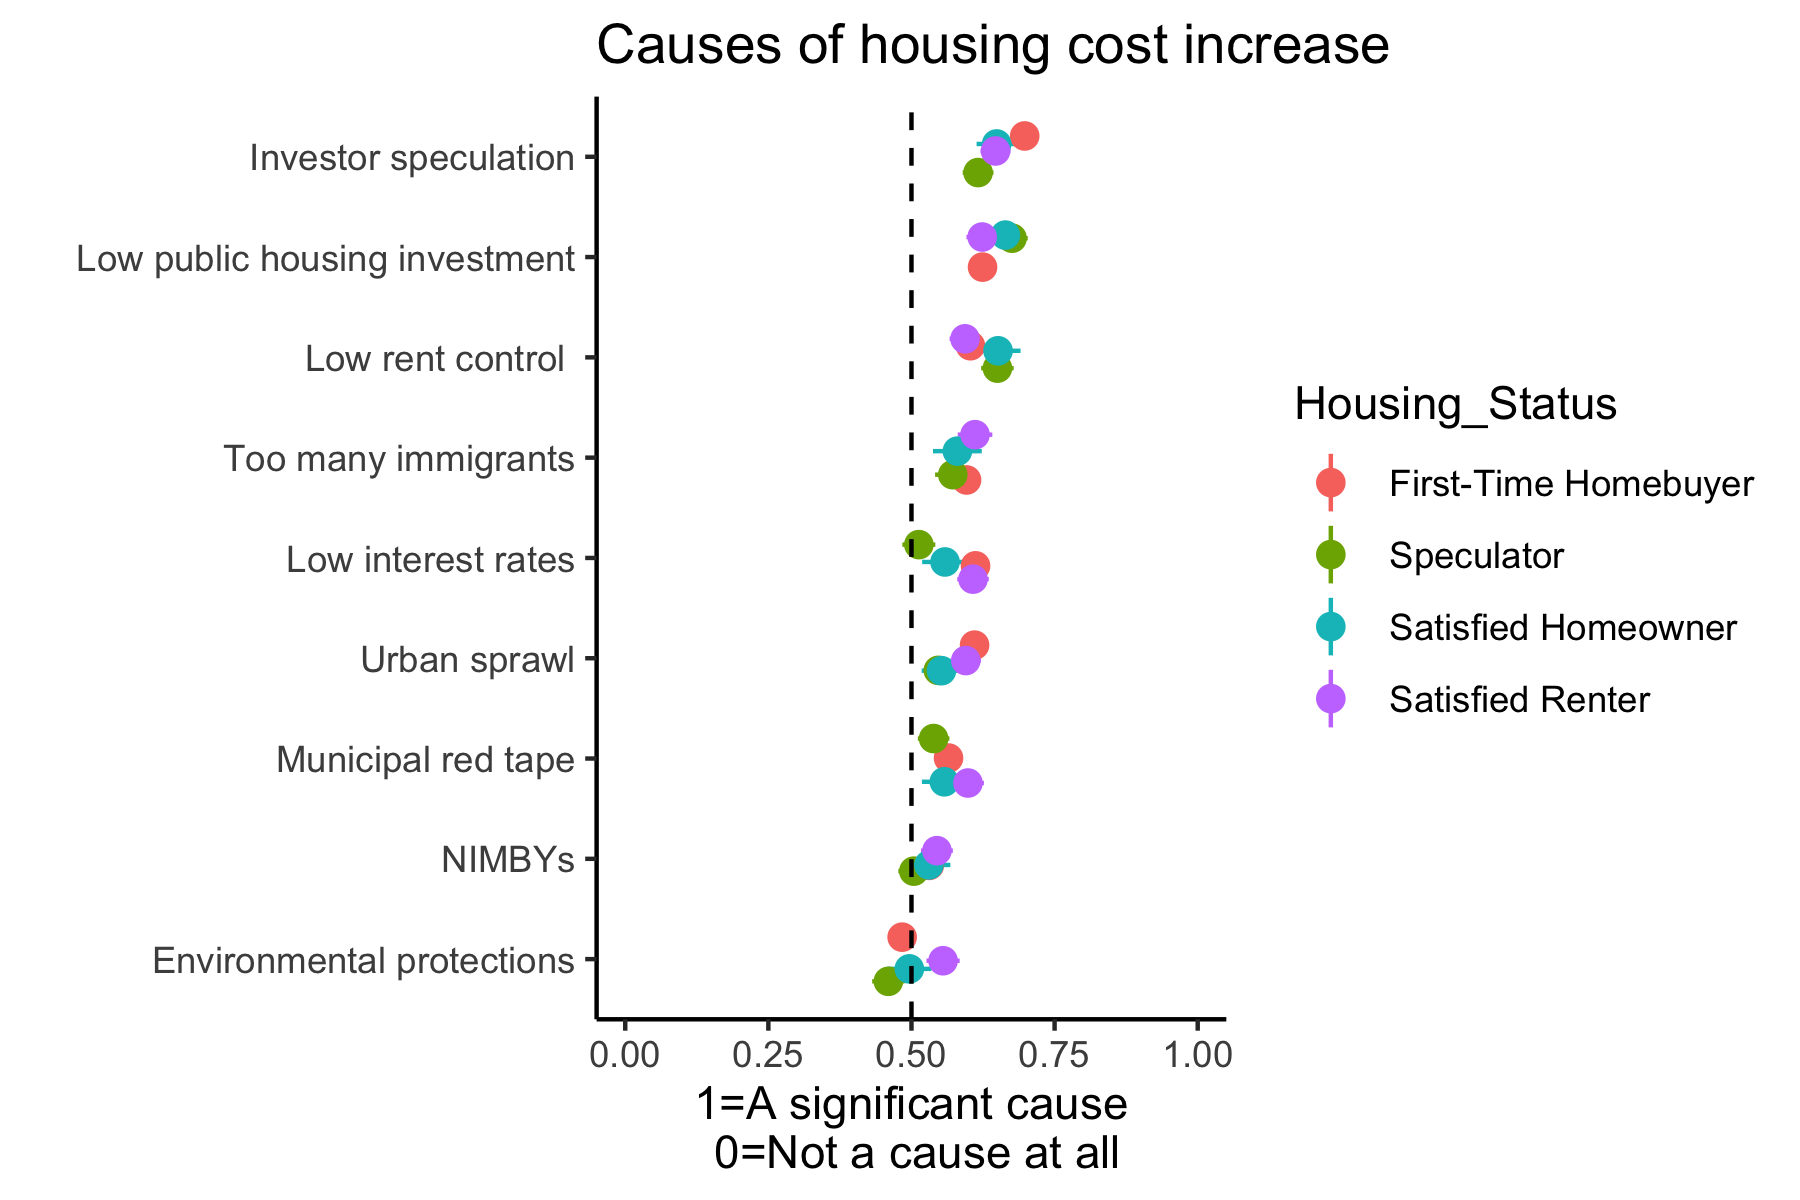 Causes of housing cost increase
Investor speculation
Low public housing investment
Low rent control
Too many immigrants
Low interest rates
Urban sprawl
Municipal red tape
NIMBYs
Environmental protections
0.00 0.25 0.50 0.75 1.00
1=A significant cause
0=Not a cause at all
Housing_Status
First-Time Homebuyer
Speculator
Satisfied Homeowner
Satisfied Renter